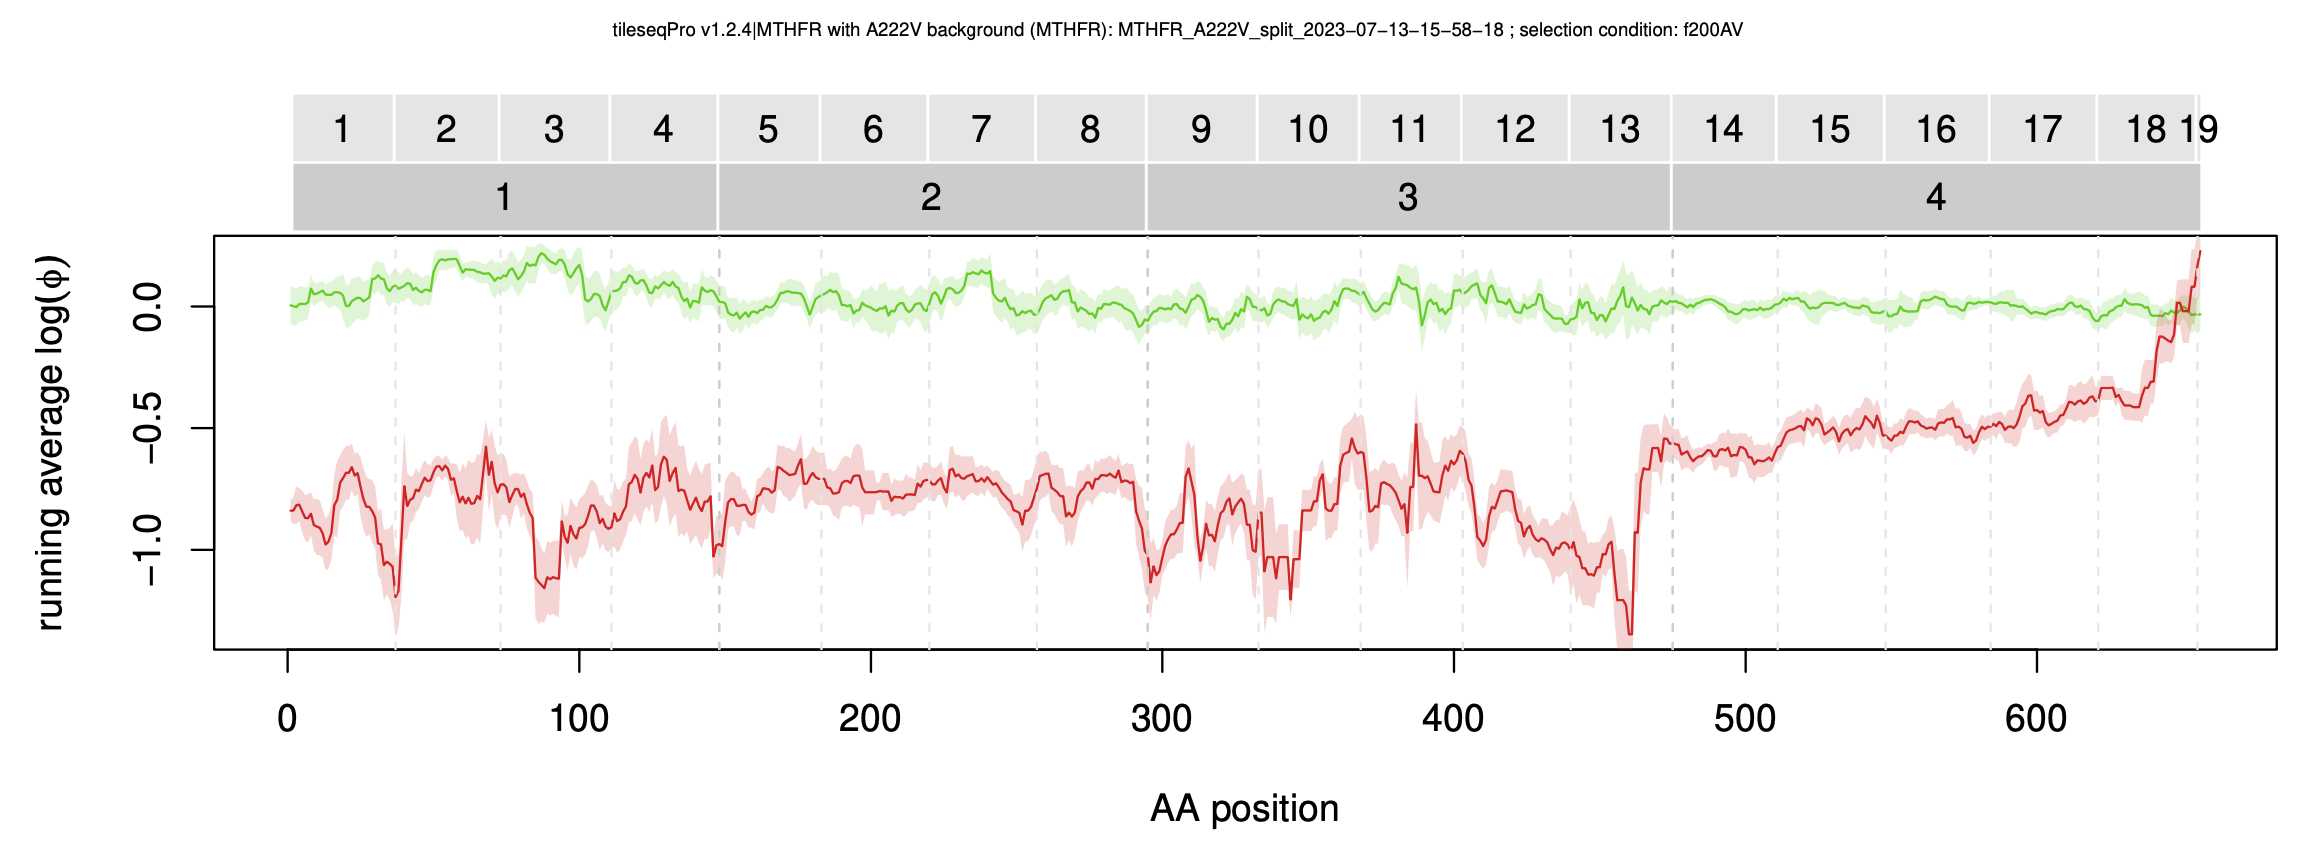 tileseqPro v1.2.4|MTHFR with A222V background (MTHFR): MTHFR_A222V_split_2023−07−13−15−58−18 ; selection condition: f200AV
1 2 3 4 5 6 7 8 9 10 11 12 13 14 15 16 17 18 19
1 2 3 4
running average log(ϕ)
0.0
−0.5
−1.0
0 100 200 300 400 500 600
AA position